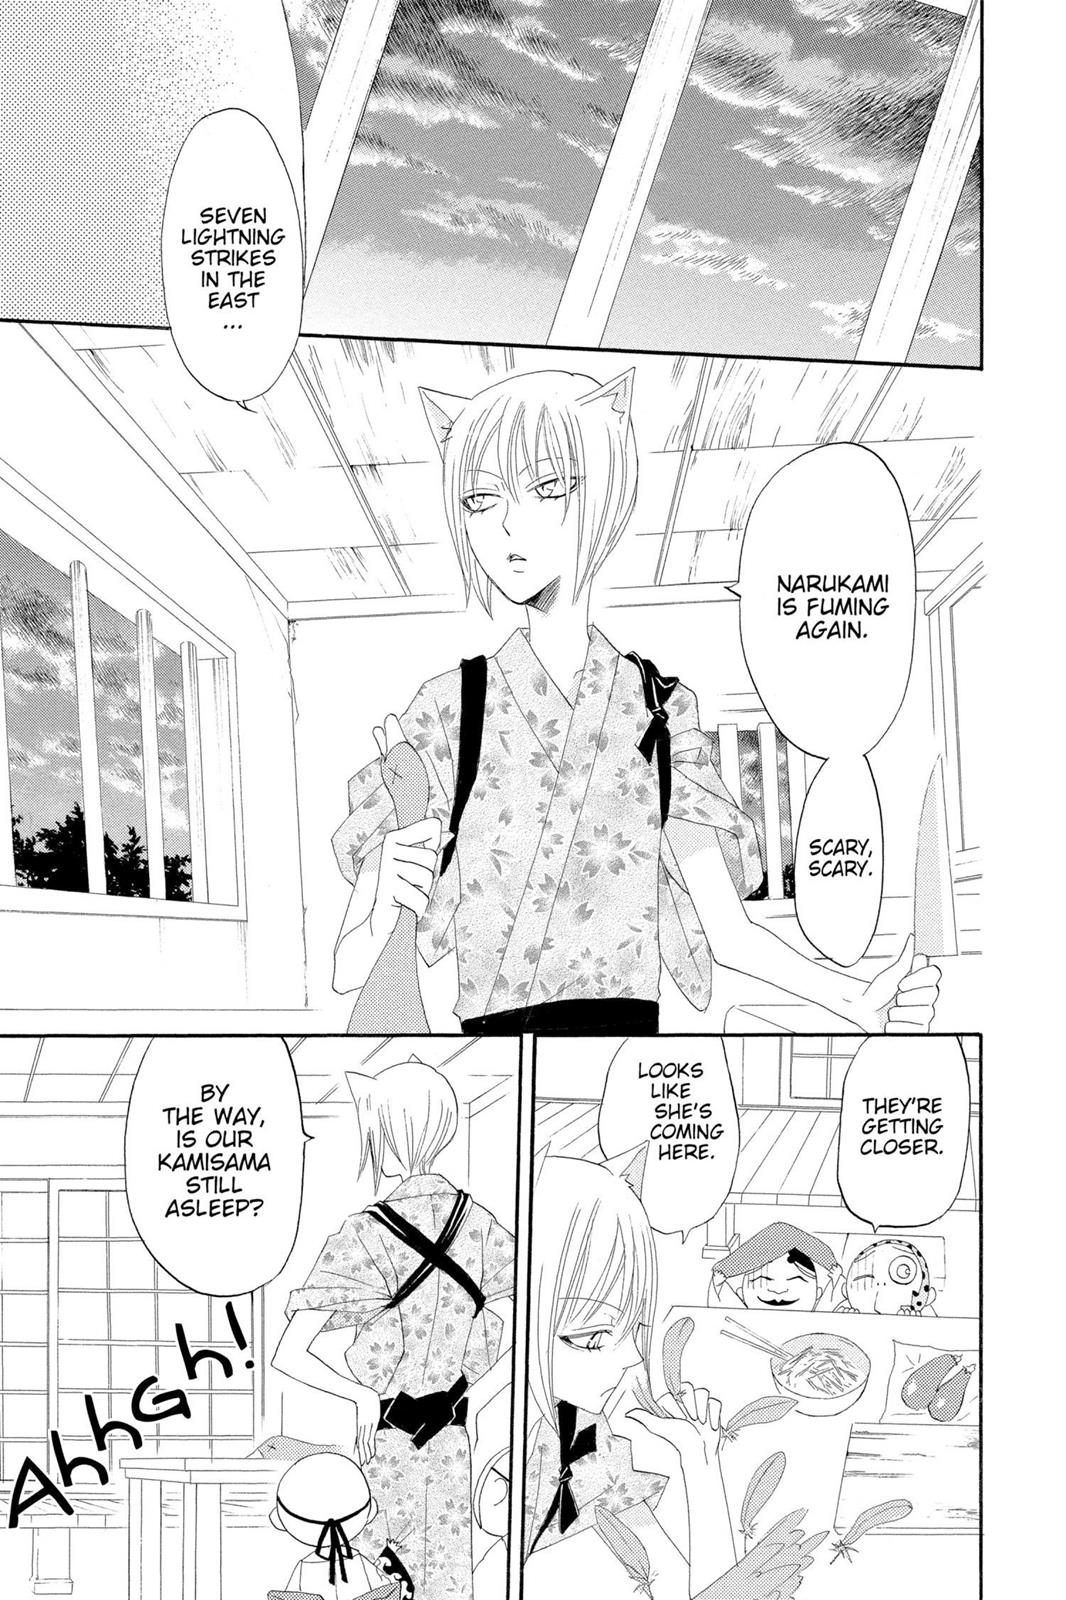 SEVEN
LIGHTNING
STRIKES
IN THE
EAST
...
NARUKAMI
IS FUMING
AGAIN.
SCARY,
SCARY.
THEY'RE
GETTING
CLOSER.
LOOKS
LIKE
SHE'S
COMING
HERE.
BY
THE WAY,
IS OUR
KAMISAMA
STILL
ASLEEP?
AhhGh!